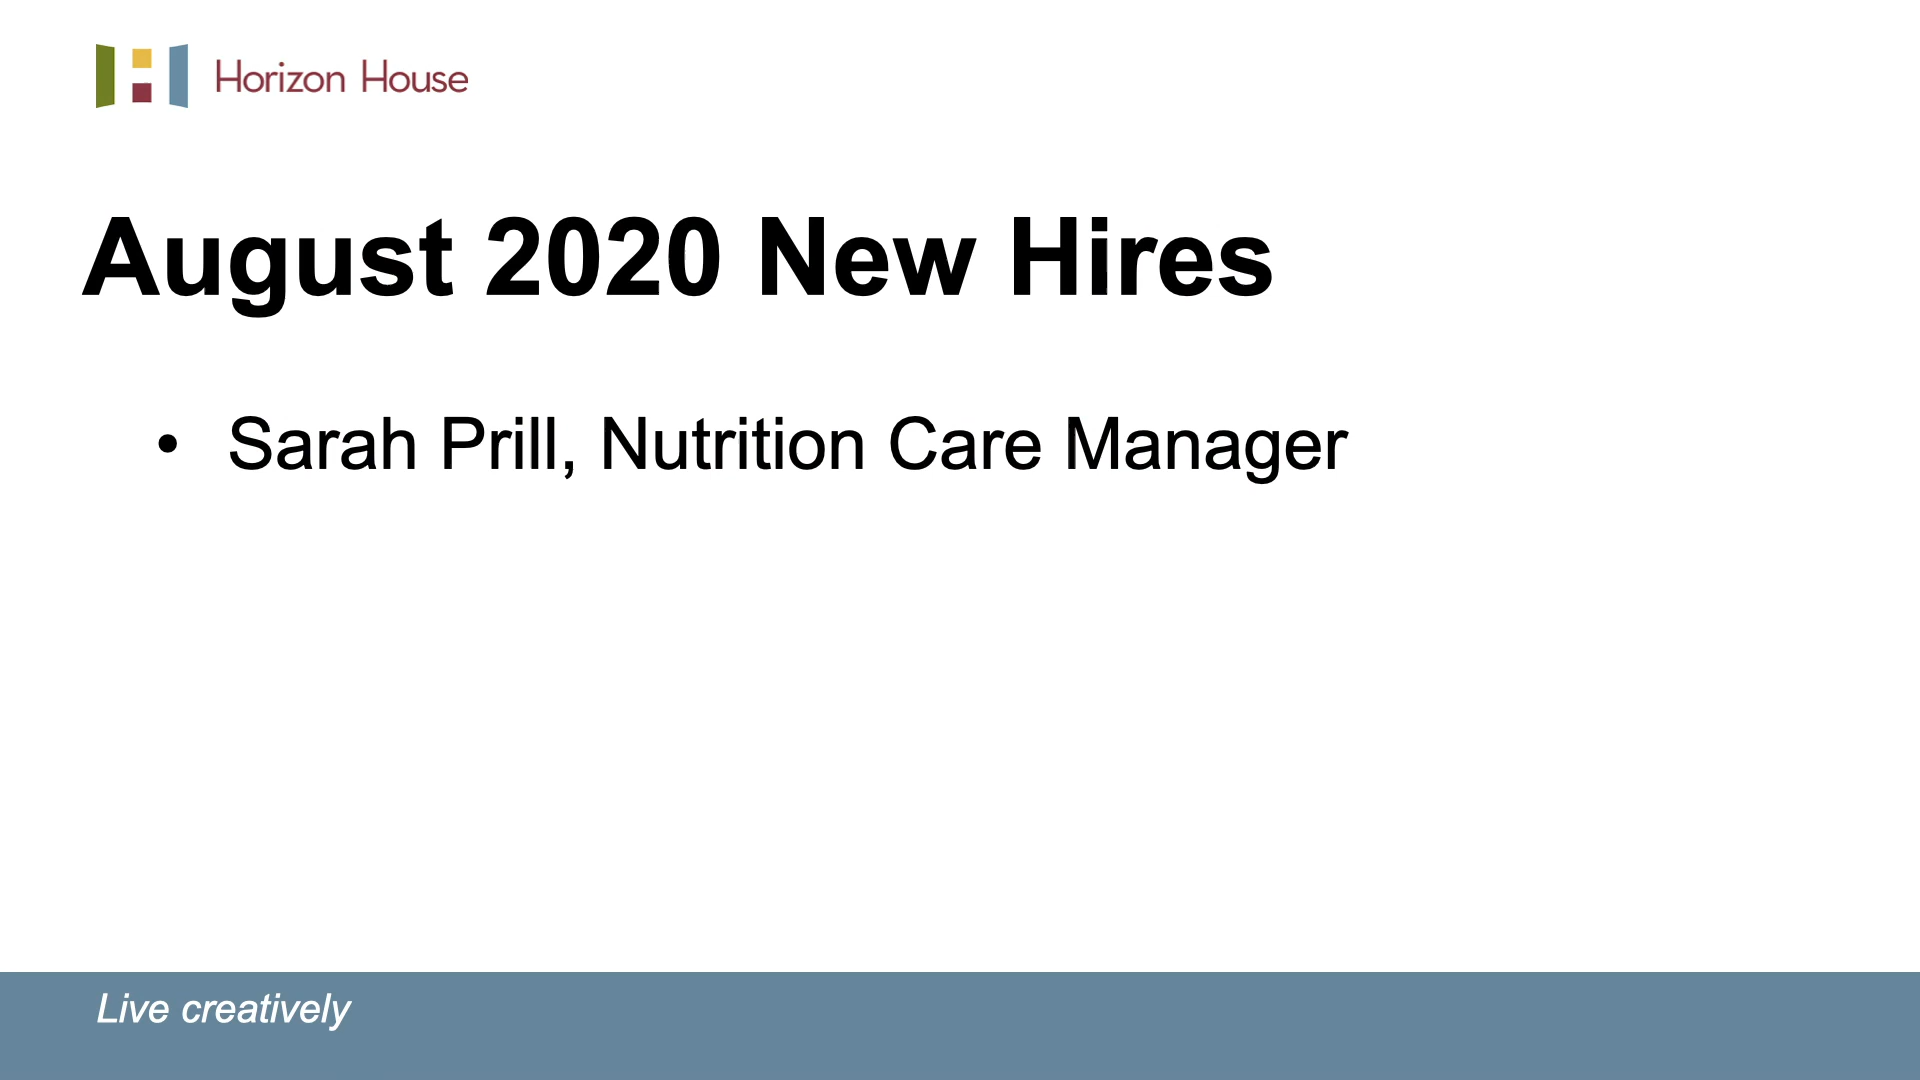 Horizon House
August 2020 New Hires
• Sarah Prill, Nutrition Care Manager
Live creatively